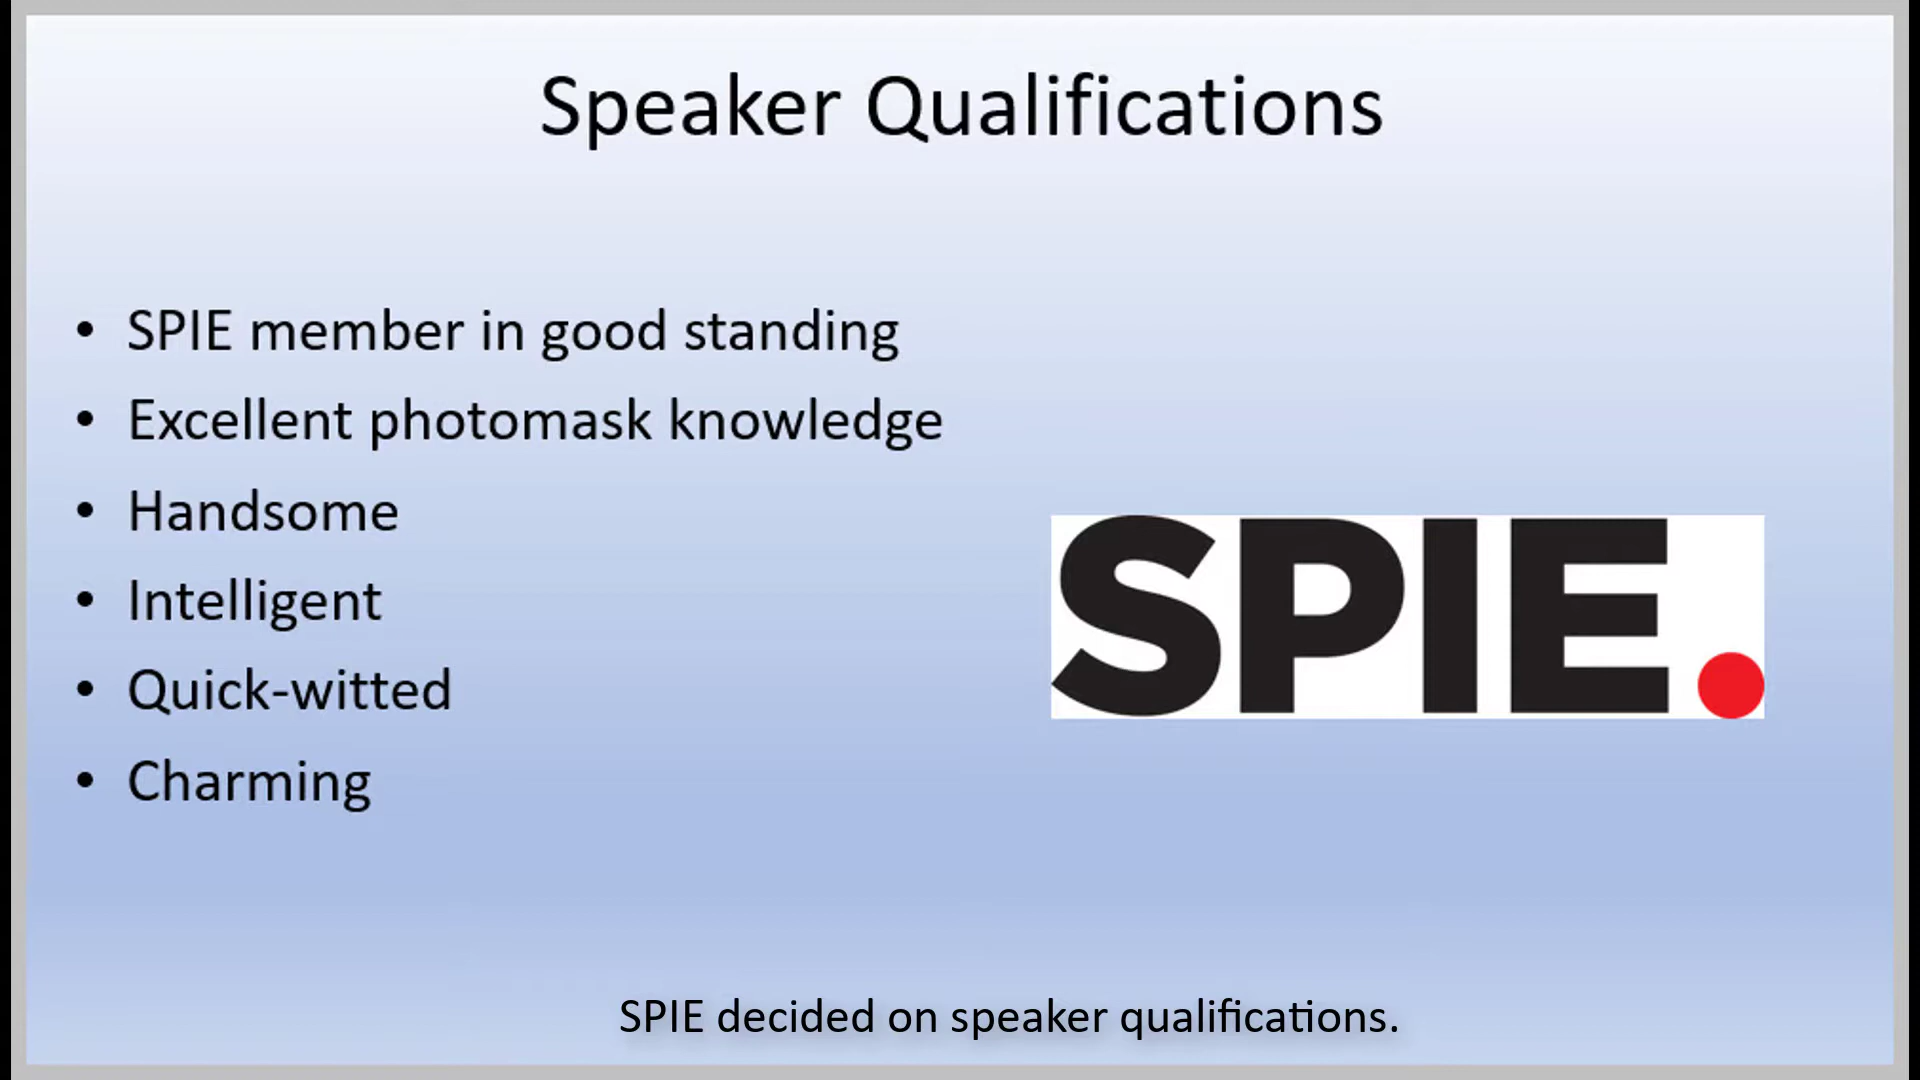 Speaker Qualifications
• SPIE member in good standing
• Excellent photomask knowledge
• Handsome
• Intelligent
• Quick-witted
• Charming
SPIE.
SPIE decided on speaker qualifications.